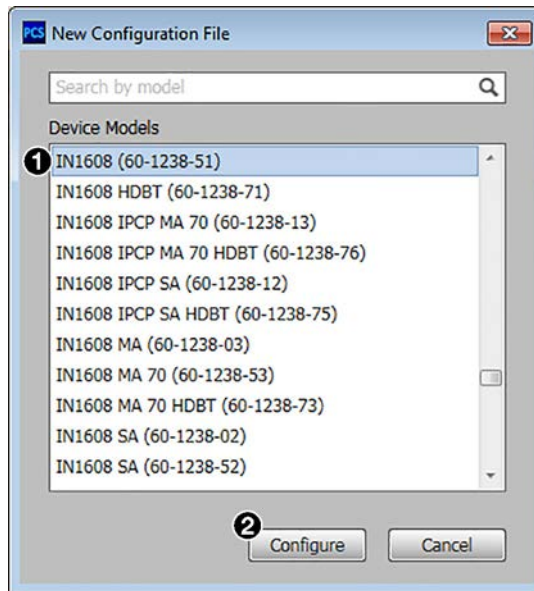 PCS New Configuration File
Search by model
Device Models
1 IN1608 (60-1238-51)
IN1608 HDBT (60-1238-71)
IN1608 IPCP MA 70 (60-1238-13)
IN1608 IPCP MA 70 HDBT (60-1238-76)
IN1608 IPCP SA (60-1238-12)
IN1608 IPCP SA HDBT (60-1238-75)
IN1608 MA (60-1238-03)
IN1608 MA 70 (60-1238-53)
IN1608 MA 70 HDBT (60-1238-73)
IN1608 SA (60-1238-02)
IN1608 SA (60-1238-52)
2 Configure Cancel